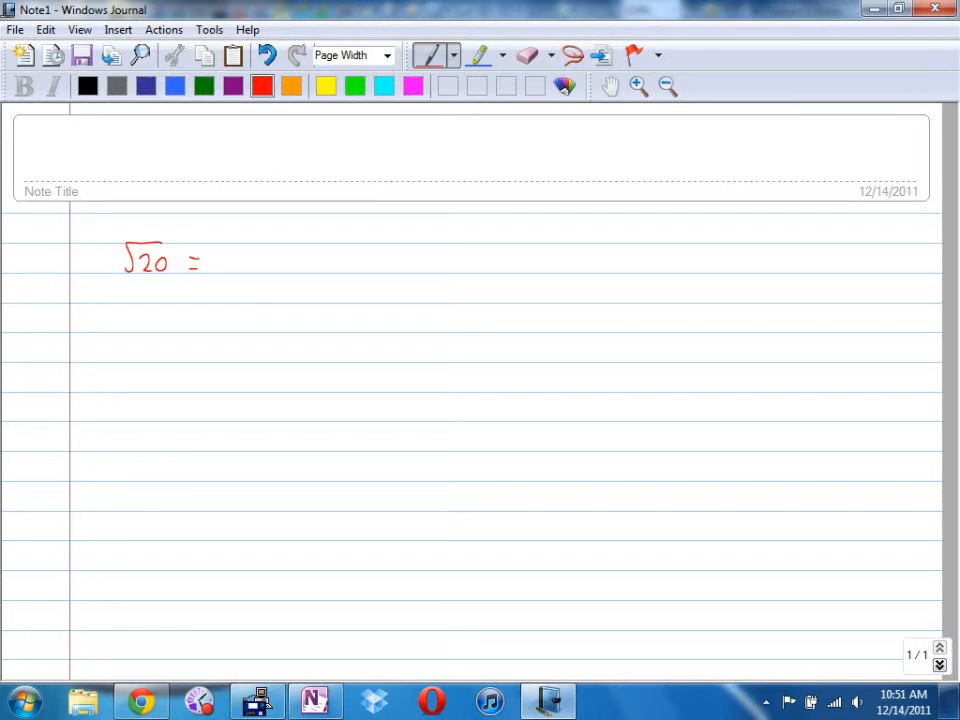 Note1 - Windows Journal
File Edit View Insert Actions Tools Help
Page Width
B I
Note Title
12/14/2011
√20 =
1 / 1
N
10:51 AM
12/14/2011